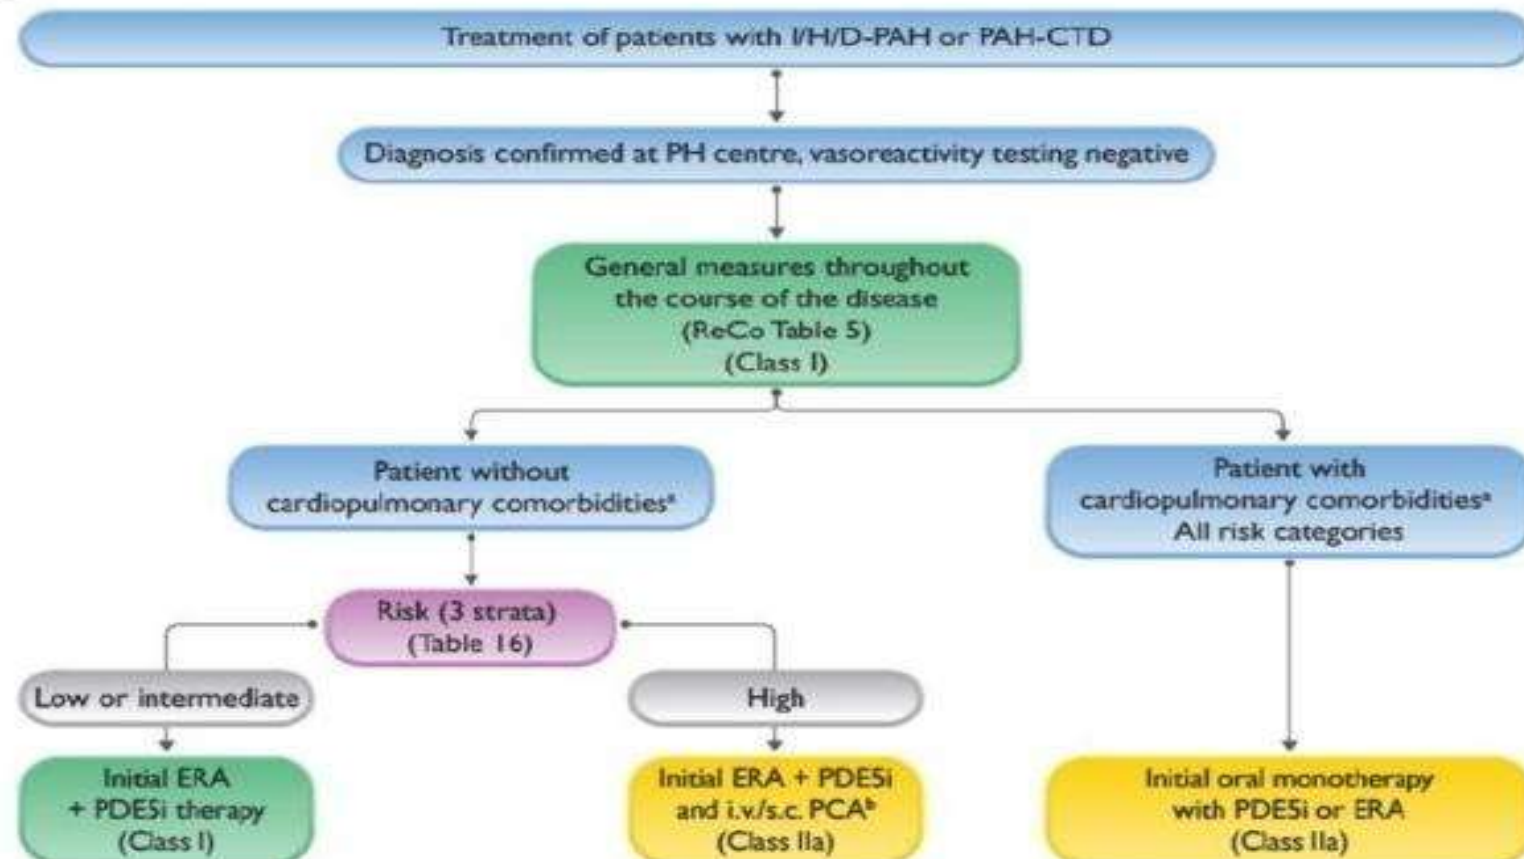 Treatment of patients with I/H/D-PAH or PAH-CTD
Diagnosis confirmed at PH centre, vasoreactivity testing negative
General measures throughout
the course of the disease
(ReCo Table 5)
(Class I)
Patient without
cardiopulmonary comorbiditiesᵃ
Patient with
cardiopulmonary comorbiditiesᵃ
All risk categories
Risk (3 strata)
(Table 16)
Low or intermediate
High
Initial ERA
+ PDE5i therapy
(Class I)
Initial ERA + PDE5i
and i.v./s.c. PCAᵇ
(Class IIa)
Initial oral monotherapy
with PDE5i or ERA
(Class IIa)